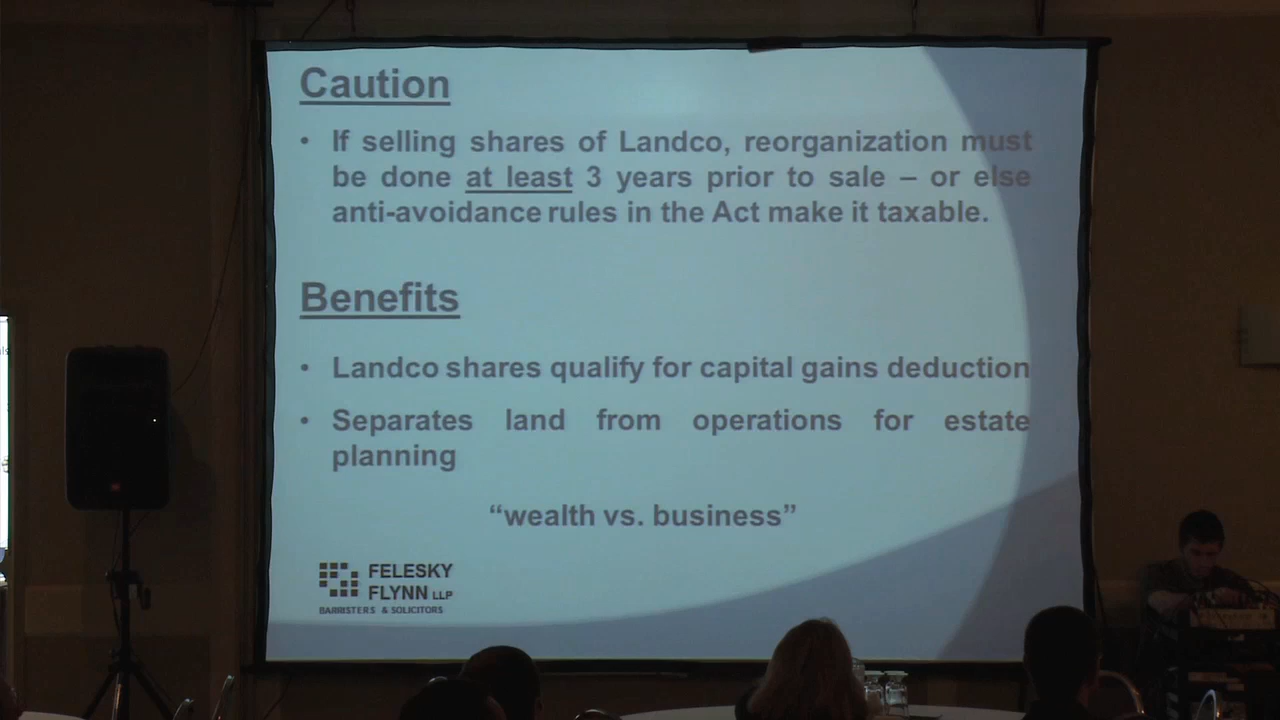 Caution
• If selling shares of Landco, reorganization must
be done at least 3 years prior to sale – or else
anti-avoidance rules in the Act make it taxable.
Benefits
• Landco shares qualify for capital gains deduction
• Separates land from operations for estate
planning
“wealth vs. business”
FELESKY
FLYNN LLP
BARRISTERS & SOLICITORS